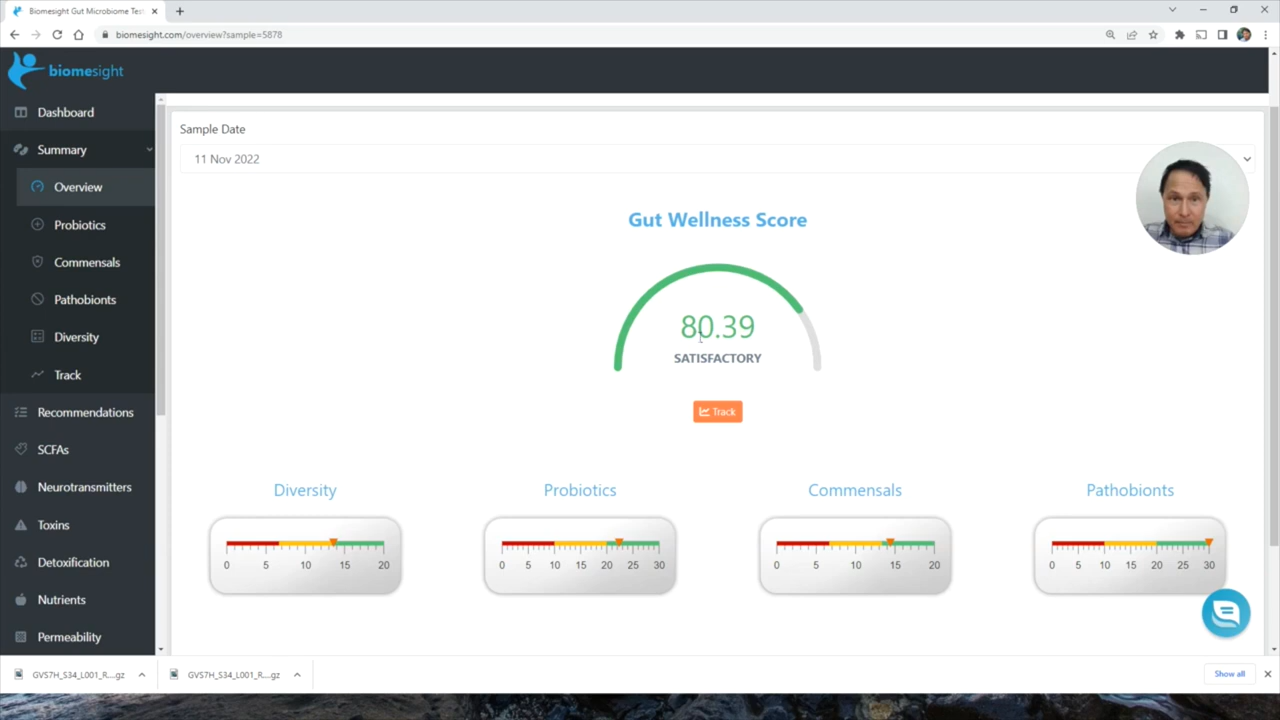 Biomesight Gut Microbiome Tes
biomesight.com/overview?sample=5878
biomesight
Dashboard
Summary
Overview
Probiotics
Commensals
Pathobionts
Diversity
Track
Recommendations
SCFAs
Neurotransmitters
Toxins
Detoxification
Nutrients
Permeability
Sample Date
11 Nov 2022
Gut Wellness Score
80.39
SATISFACTORY
Track
Diversity
0 5 10 15 20
Probiotics
0 5 10 15 20 25 30
Commensals
0 5 10 15 20
Pathobionts
0 5 10 15 20 25 30
GVS7H_S34_L001_R....gz
GVS7H_S34_L001_R....gz
Show all